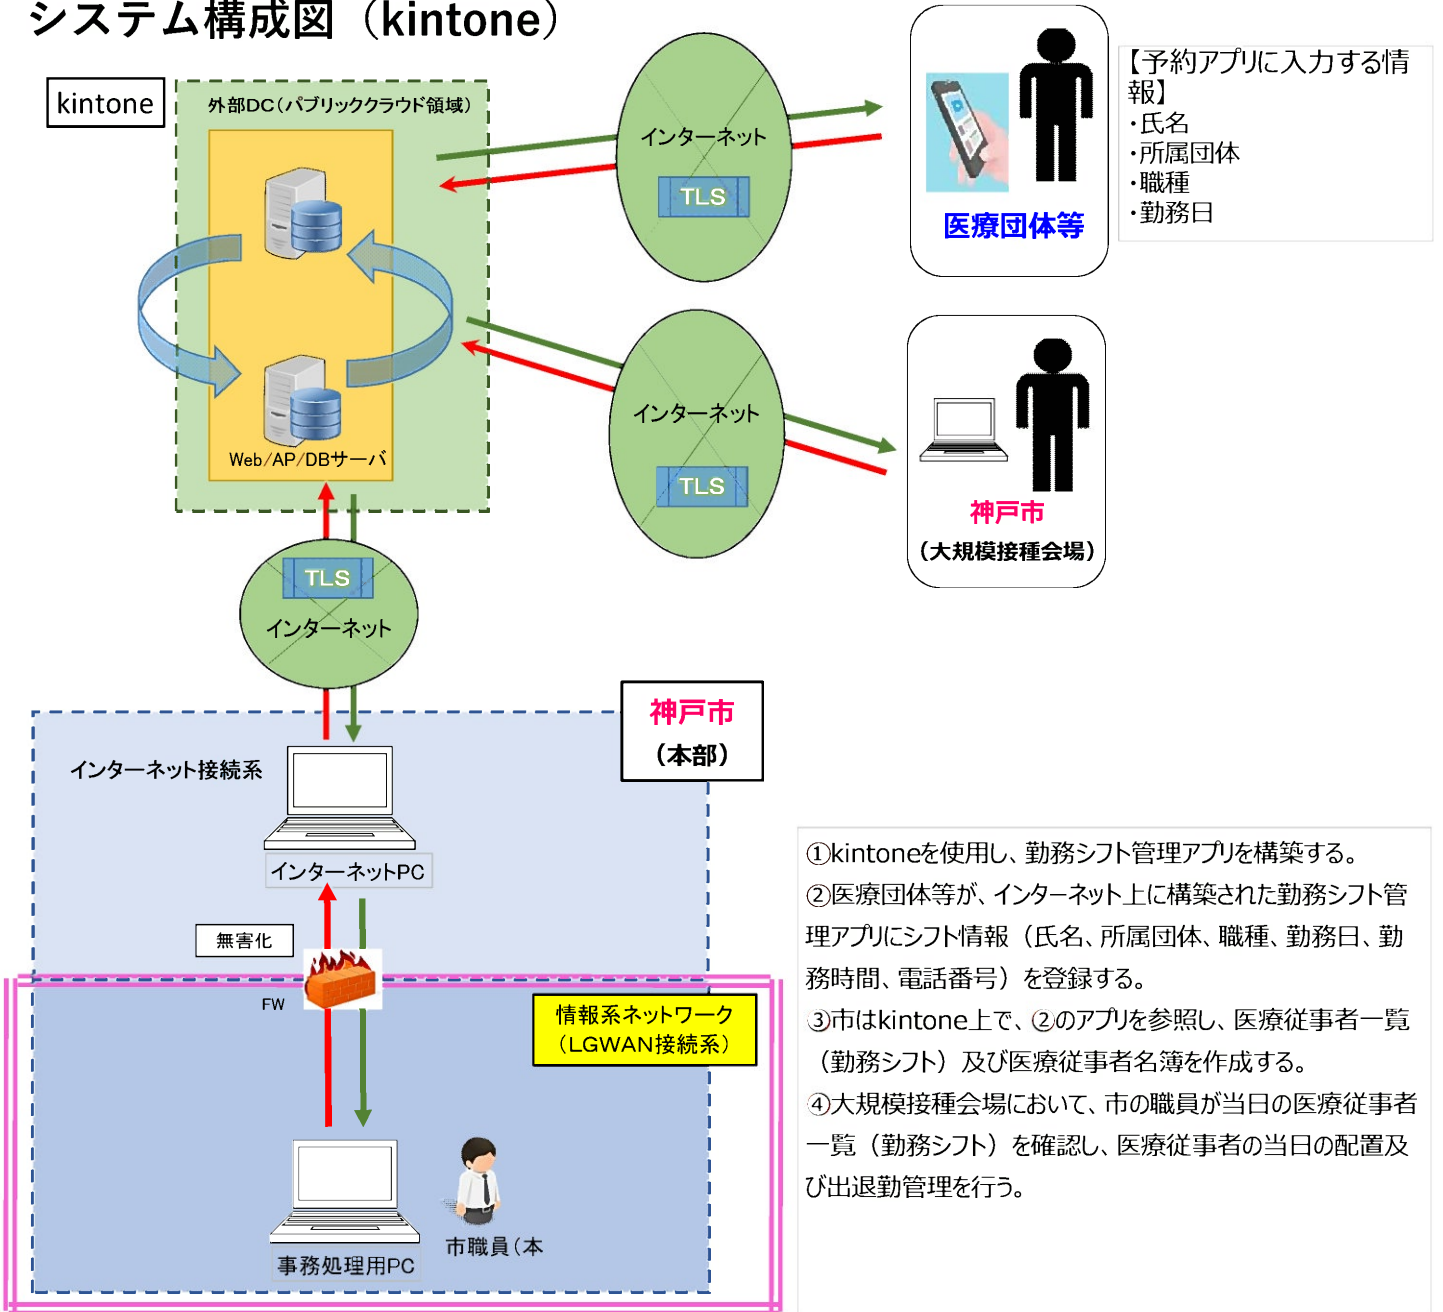 システム構成図（kintone）
kintone
外部DC（パブリッククラウド領域）
Web/AP/DBサーバ
インターネット
TLS
医療団体等
【予約アプリに入力する情
報】
・氏名
・所属団体
・職種
・勤務日
インターネット
TLS
神戸市
（大規模接種会場）
TLS
インターネット
神戸市
（本部）
インターネット接続系
インターネットPC
無害化
FW
情報系ネットワーク
（LGWAN接続系）
事務処理用PC
市職員（本
①kintoneを使用し、勤務シフト管理アプリを構築する。
②医療団体等が、インターネット上に構築された勤務シフト管
理アプリにシフト情報（氏名、所属団体、職種、勤務日、勤
務時間、電話番号）を登録する。
③市はkintone上で、②のアプリを参照し、医療従事者一覧
（勤務シフト）及び医療従事者名簿を作成する。
④大規模接種会場において、市の職員が当日の医療従事者
一覧（勤務シフト）を確認し、医療従事者の当日の配置及
び出退勤管理を行う。